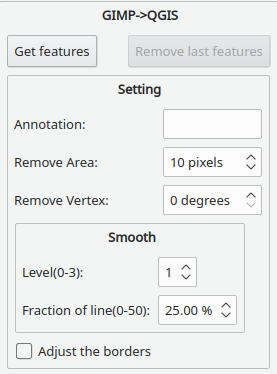 GIMP->QGIS
Get features Remove last features
Setting
Annotation:
Remove Area: 10 pixels
Remove Vertex: 0 degrees
Smooth
Level(0-3): 1
Fraction of line(0-50): 25.00 %
Adjust the borders